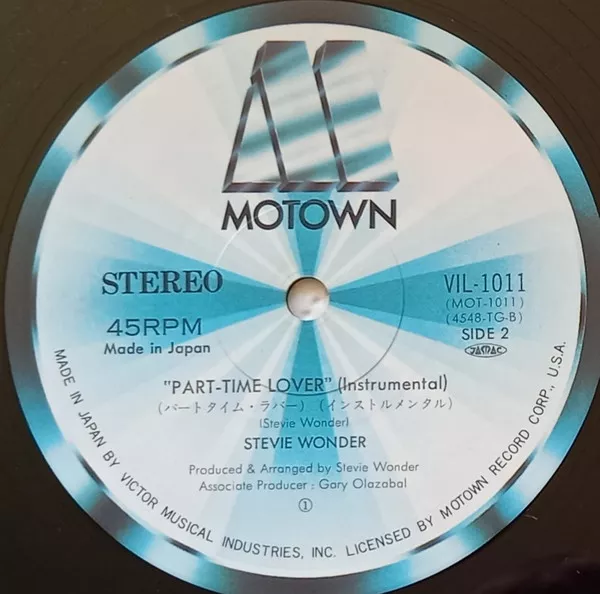 MOTOWN
STEREO
45RPM
Made in Japan
VIL-1011
(MOT-1011)
(4548-TG-B)
SIDE 2
JASRAC
"PART-TIME LOVER" (Instrumental)
(パートタイム・ラバー) (インストルメンタル)
(Stevie Wonder)
STEVIE WONDER
Produced & Arranged by Stevie Wonder
Associate Producer : Gary Olazabal
①
MADE IN JAPAN BY VICTOR MUSICAL INDUSTRIES, INC. LICENSED BY MOTOWN RECORD CORP., U.S.A.